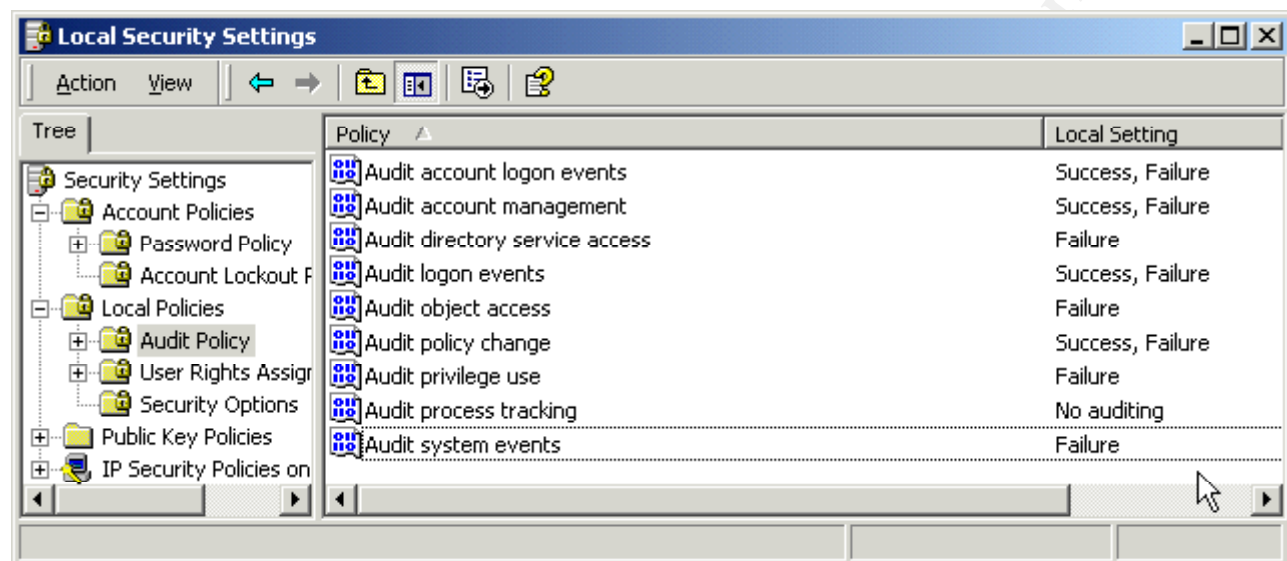 Local Security Settings
Action View
Tree
Policy Local Setting
Security Settings
Account Policies
Password Policy
Account Lockout P
Local Policies
Audit Policy
User Rights Assigr
Security Options
Public Key Policies
IP Security Policies on
Audit account logon events Success, Failure
Audit account management Success, Failure
Audit directory service access Failure
Audit logon events Success, Failure
Audit object access Failure
Audit policy change Success, Failure
Audit privilege use Failure
Audit process tracking No auditing
Audit system events Failure